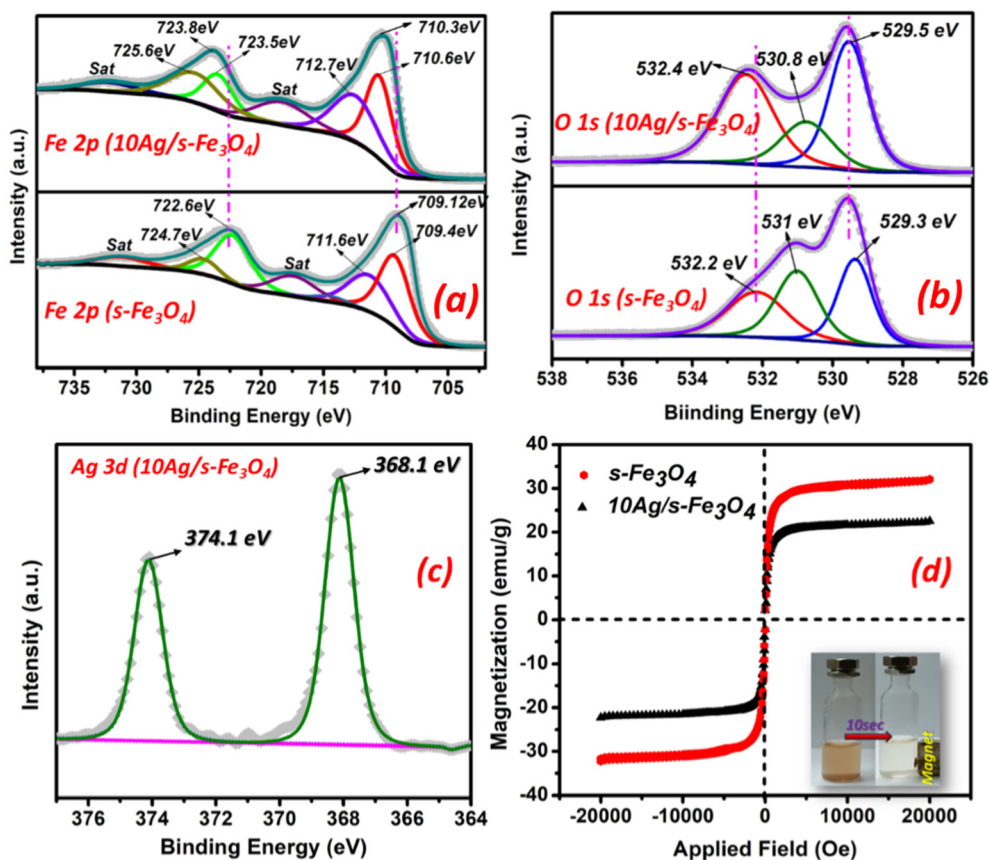 723.8eV
723.5eV
725.6eV
Sat
Sat
710.3eV
712.7eV
710.6eV
Fe 2p (10Ag/s-Fe₃O₄)
722.6eV
724.7eV
Sat
Sat
709.12eV
711.6eV
709.4eV
Fe 2p (s-Fe₃O₄)
(a)
Intensity (a.u.)
735 730 725 720 715 710 705
Binding Energy (eV)
532.4 eV
530.8 eV
529.5 eV
O 1s (10Ag/s-Fe₃O₄)
531 eV
532.2 eV
529.3 eV
O 1s (s-Fe₃O₄)
(b)
Intensity (a.u.)
Intensity (a.u.)
538 536 534 532 530 528 526
Biinding Energy (eV)
Ag 3d (10Ag/s-Fe₃O₄)
368.1 eV
374.1 eV
(c)
Intensity (a.u.)
376 374 372 370 368 366 364
Binding Energy (eV)
40
30
20
10
0
-10
-20
-30
-40
Magnetization (emu/g)
s-Fe₃O₄
10Ag/s-Fe₃O₄
(d)
10sec
Magnet
-20000 -10000 0 10000 20000
Applied Field (Oe)